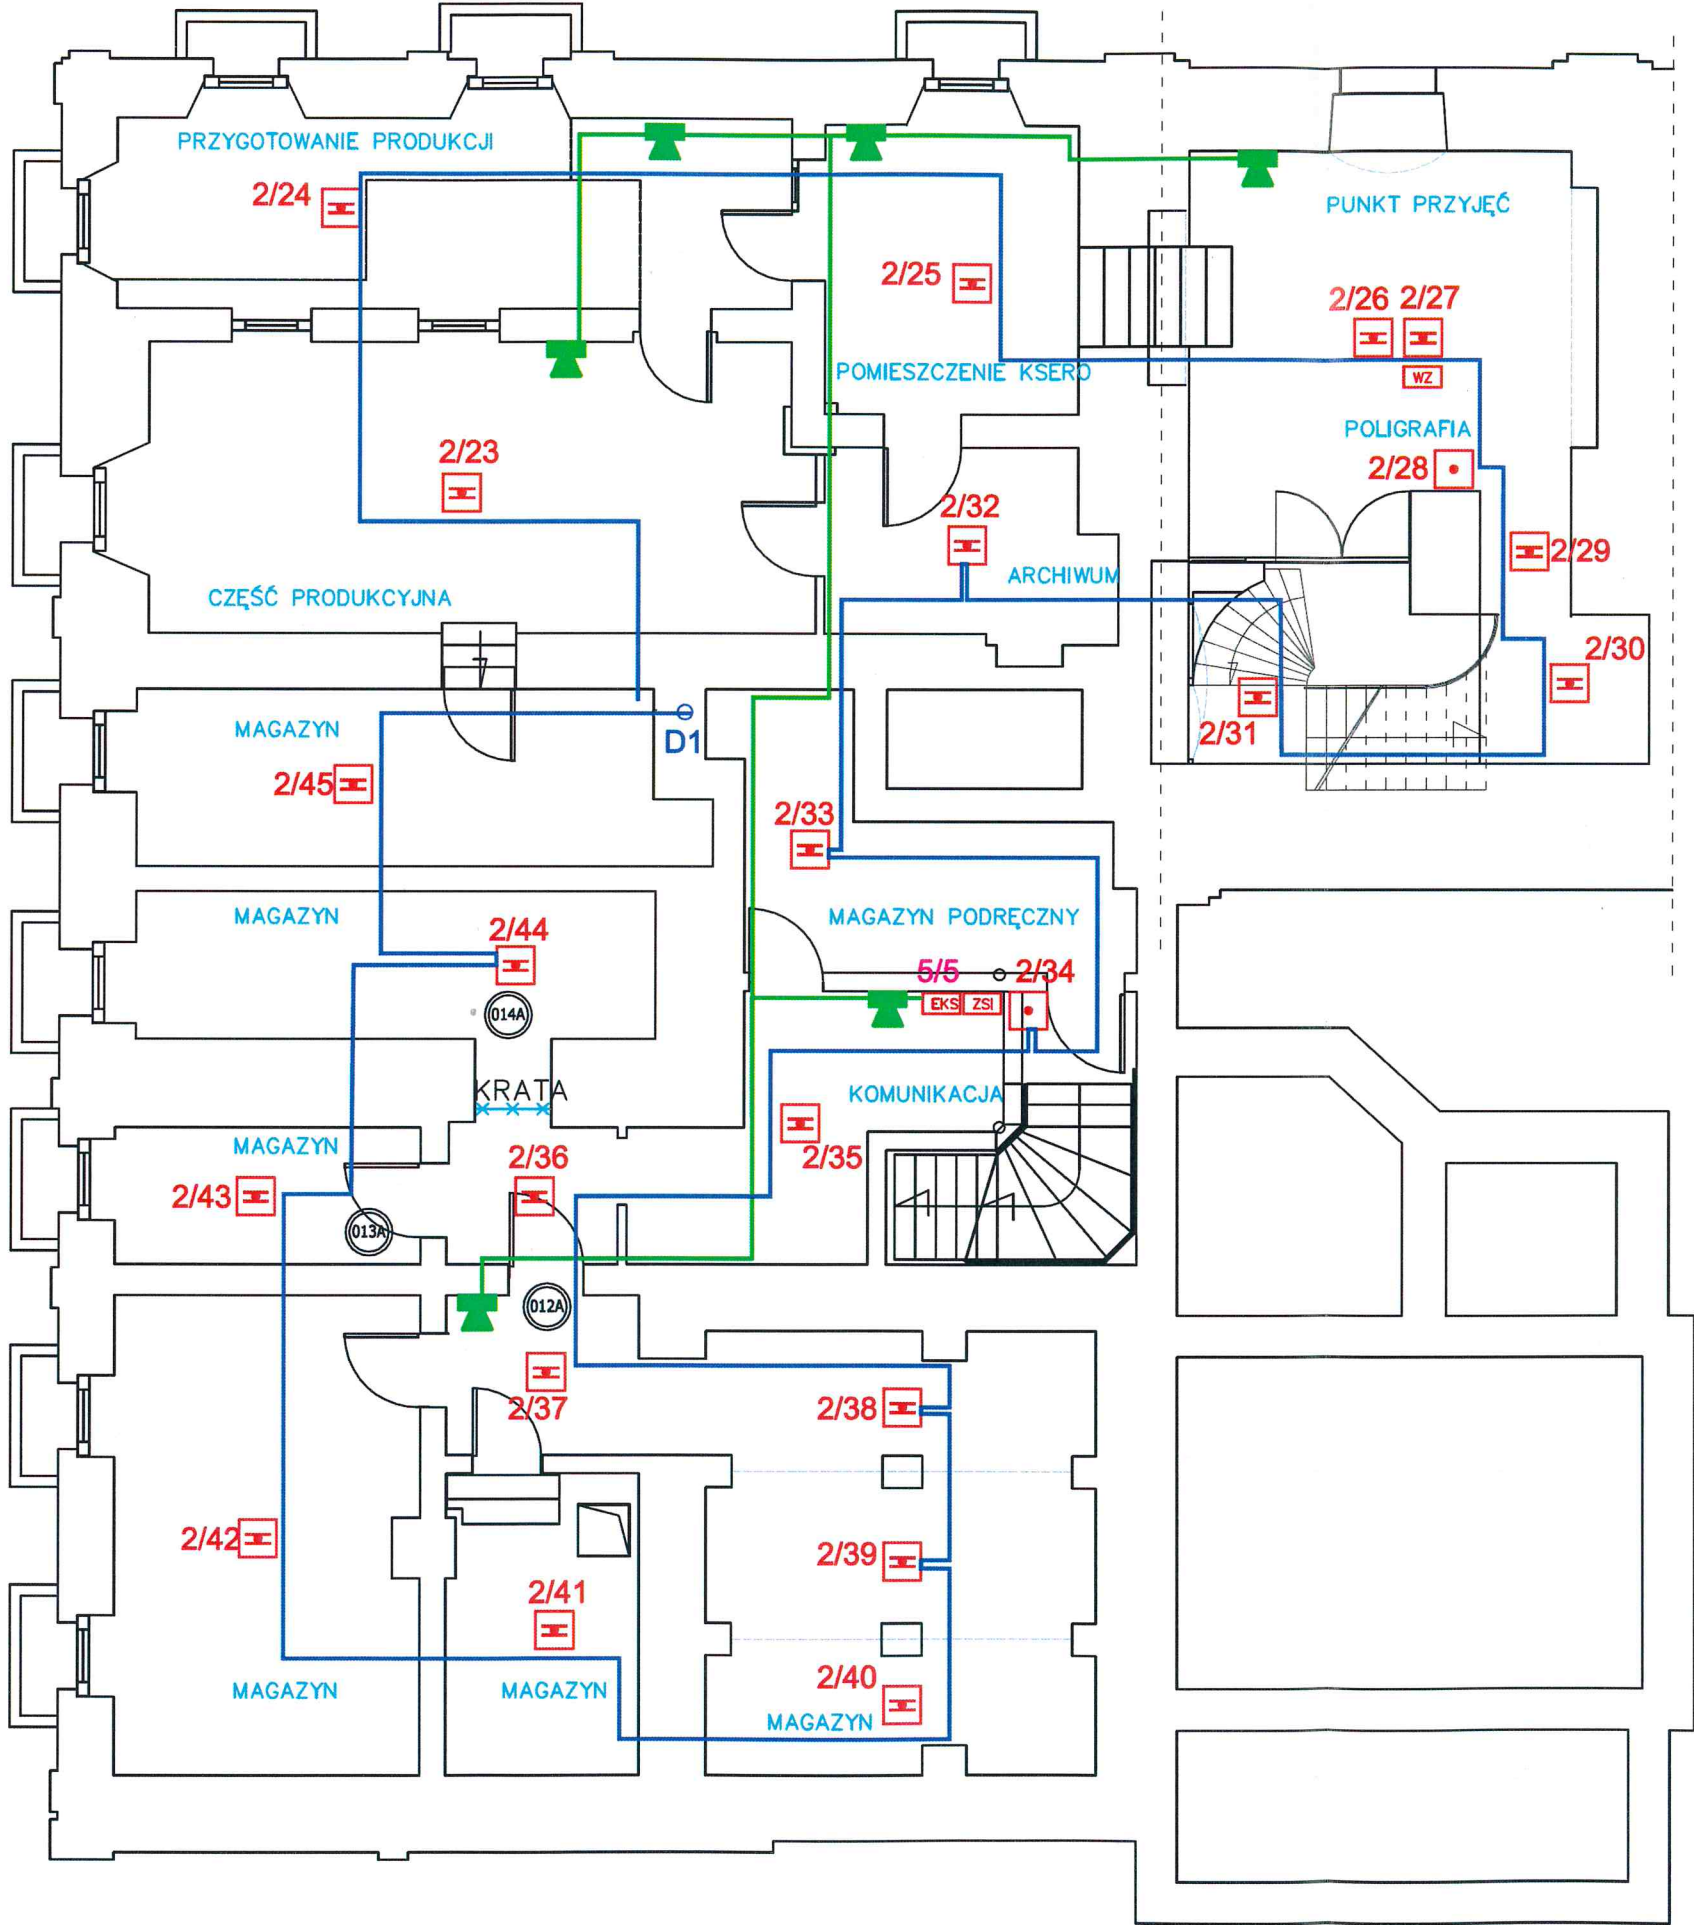 PRZYGOTOWANIE PRODUKCJI
2/24
PUNKT PRZYJĘĆ
2/25
2/26 2/27
POMIESZCZENIE KSERO
WZ
POLIGRAFIA
2/23
2/28
2/32
2/29
ARCHIWUM
CZĘŚĆ PRODUKCYJNA
2/30
MAGAZYN
2/31
D1
2/45
2/33
MAGAZYN
MAGAZYN PODRĘCZNY
2/44
5/5
2/34
EKS ZSI
014A
KRATA
KOMUNIKACJA
MAGAZYN
2/36
2/35
2/43
013A
012A
2/37
2/38
2/42
2/39
2/41
2/40
MAGAZYN
MAGAZYN
MAGAZYN